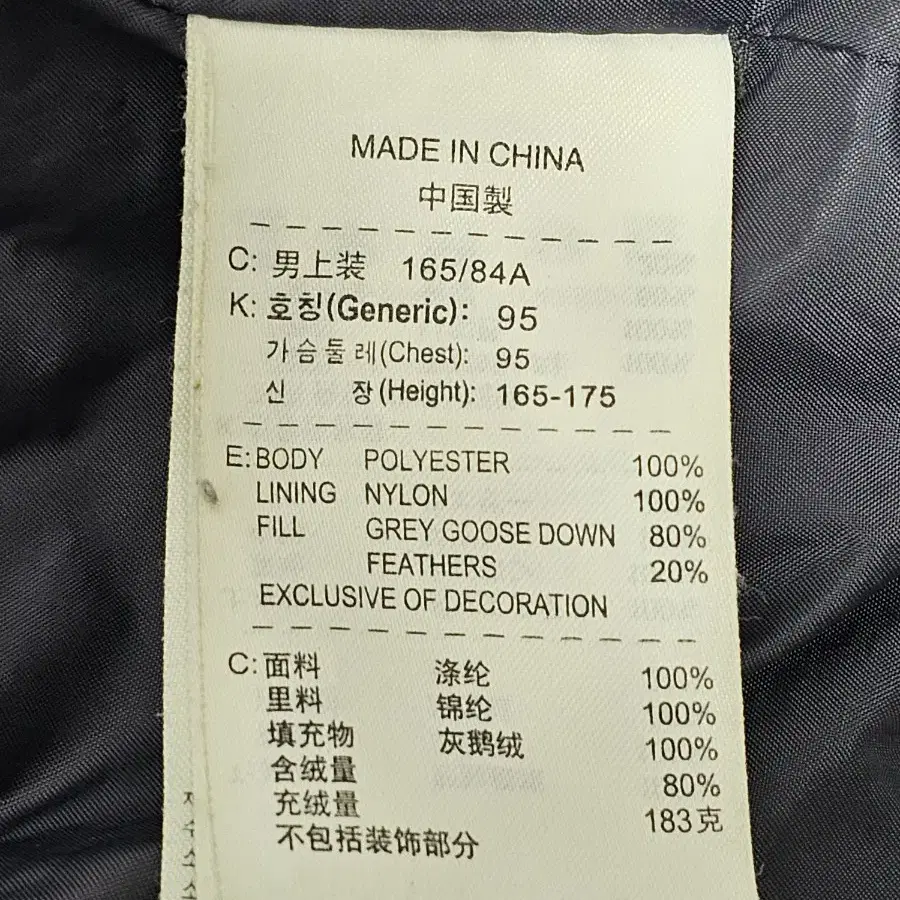 MADE IN CHINA
中国製
C: 男上装 165/84A
K: 호칭(Generic): 95
가슴둘레(Chest): 95
신 장(Height): 165-175
E: BODY POLYESTER 100%
LINING NYLON 100%
FILL GREY GOOSE DOWN 80%
FEATHERS 20%
EXCLUSIVE OF DECORATION
C: 面料 涤纶 100%
里料 锦纶 100%
填充物 灰鹅绒 100%
含绒量 80%
充绒量 183克
不包括装饰部分